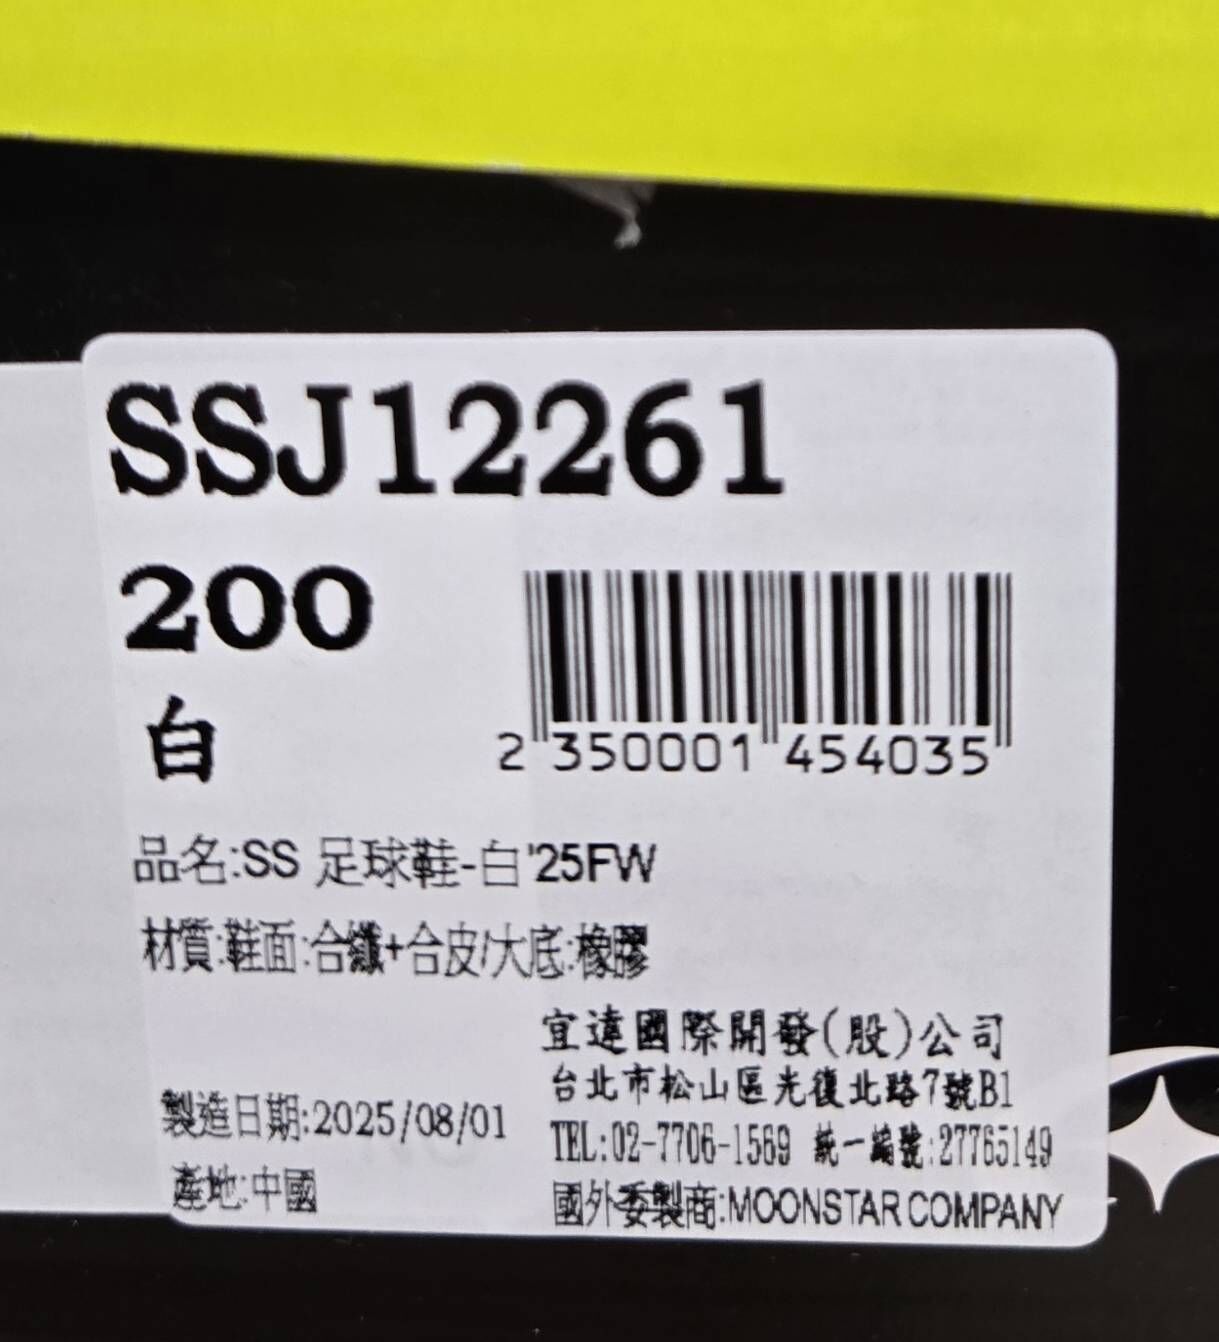 SSJ12261
200
白
2 350001 454035
品名:SS 足球鞋-白'25FW
材質:鞋面:合纖+合皮/大底:橡膠
宜達國際開發(股)公司
台北市松山區光復北路7號B1
製造日期:2025/08/01
TEL:02-7706-1569 統一編號:27765149
產地:中國
國外委製商:MOONSTAR COMPANY